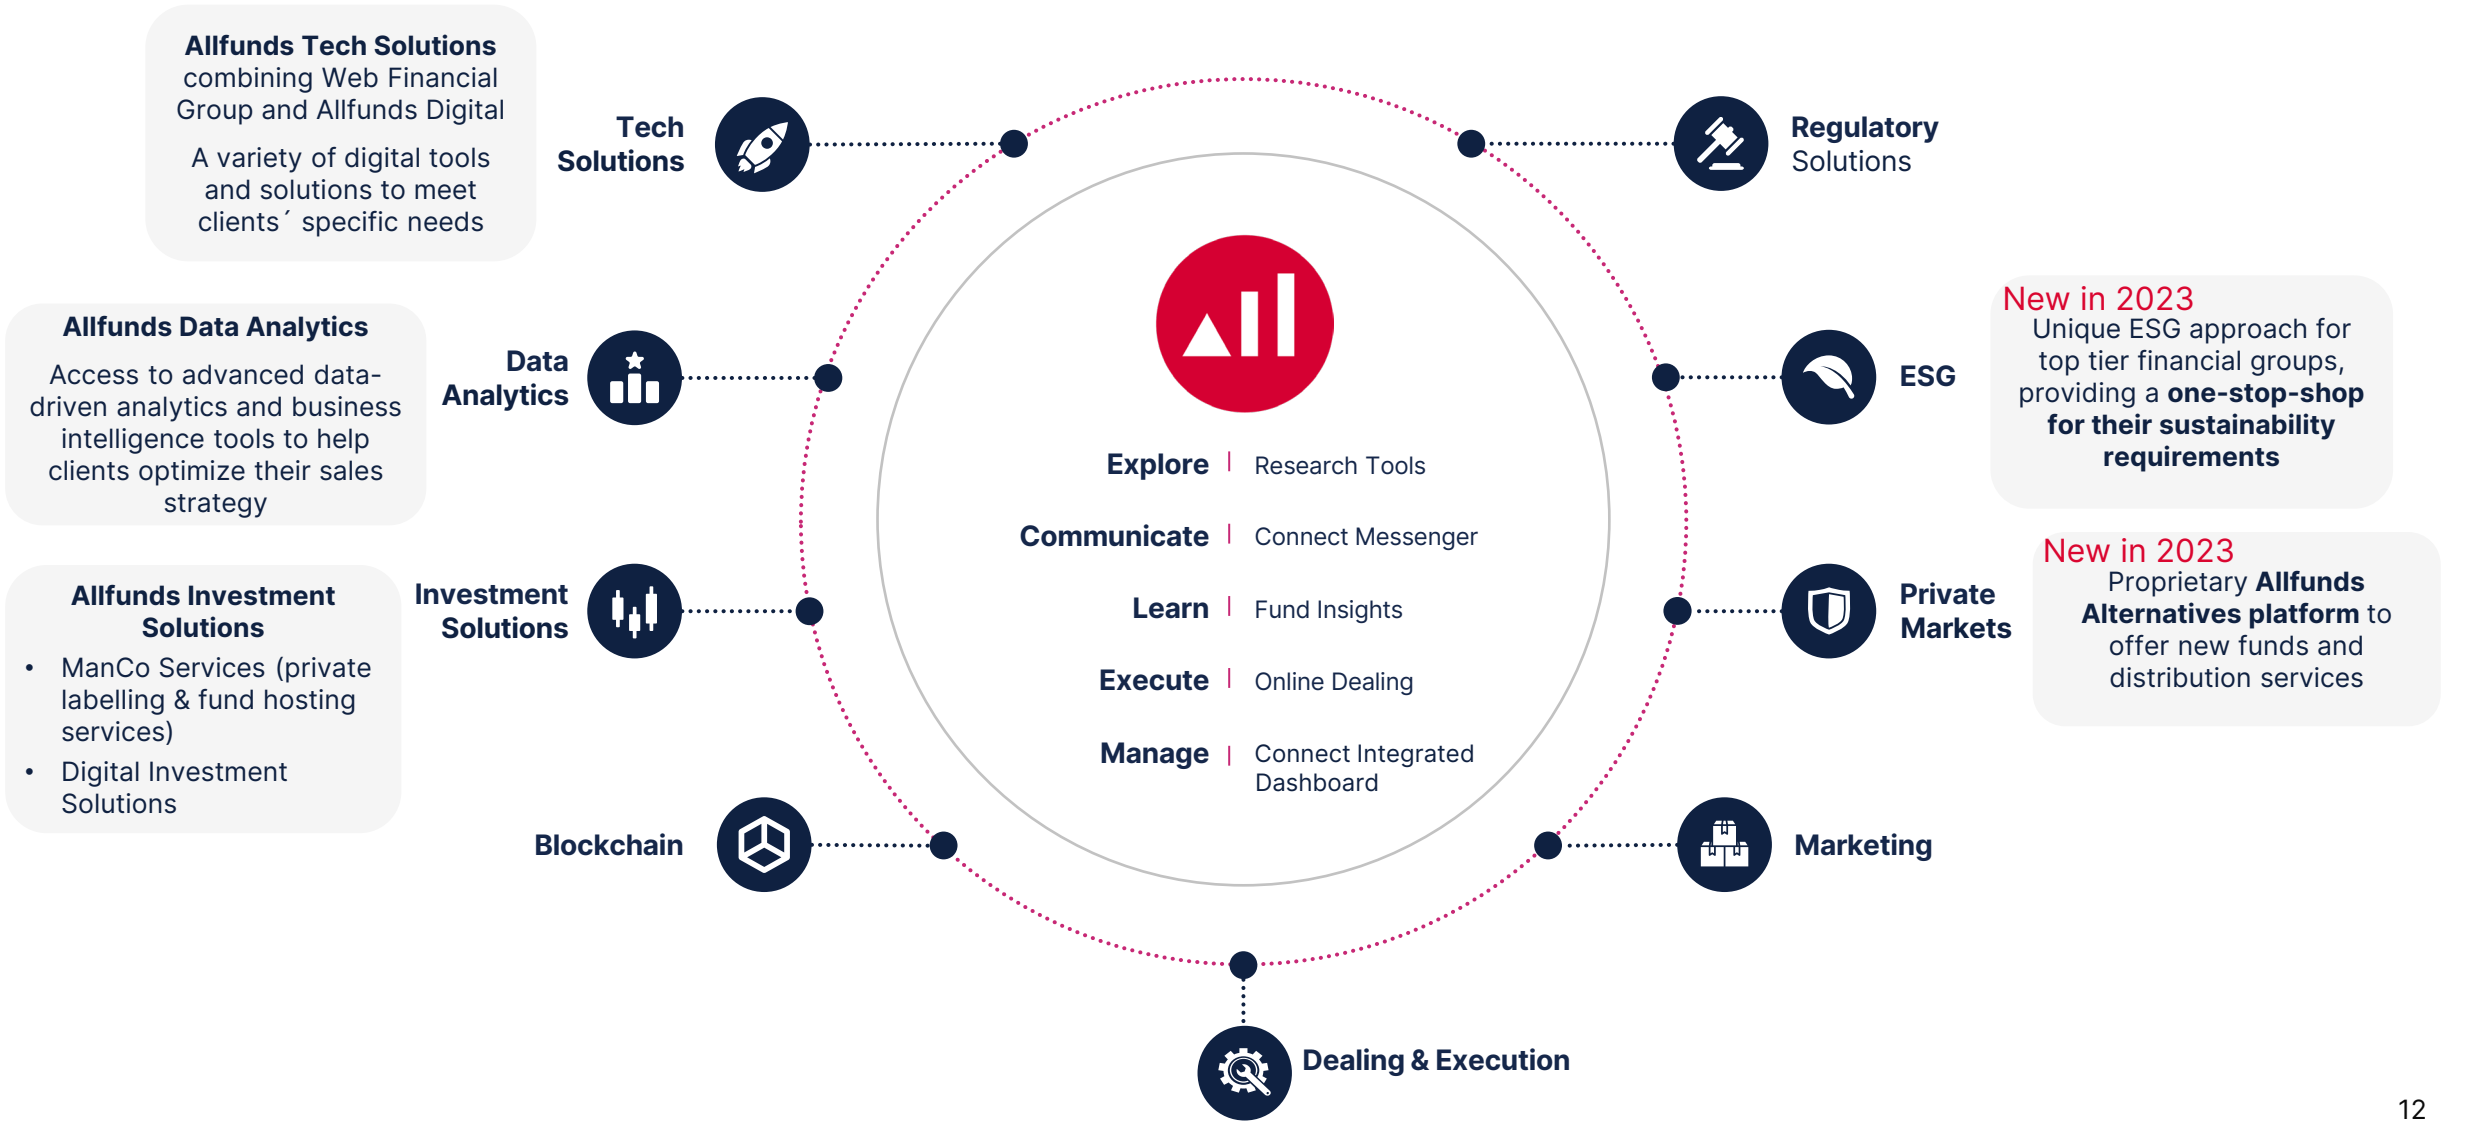 Allfunds Tech Solutions
combining Web Financial
Group and Allfunds Digital
A variety of digital tools
and solutions to meet
clients´ specific needs
Tech
Solutions
Regulatory
Solutions
Allfunds Data Analytics
Access to advanced data-
driven analytics and business
intelligence tools to help
clients optimize their sales
strategy
Data
Analytics
ESG
New in 2023
Unique ESG approach for
top tier financial groups,
providing a one-stop-shop
for their sustainability
requirements
Explore | Research Tools
Communicate | Connect Messenger
Learn | Fund Insights
Execute | Online Dealing
Manage | Connect Integrated
Dashboard
Allfunds Investment
Solutions
• ManCo Services (private
labelling & fund hosting
services)
• Digital Investment
Solutions
Investment
Solutions
Private
Markets
New in 2023
Proprietary Allfunds
Alternatives platform to
offer new funds and
distribution services
Blockchain
Marketing
Dealing & Execution
12